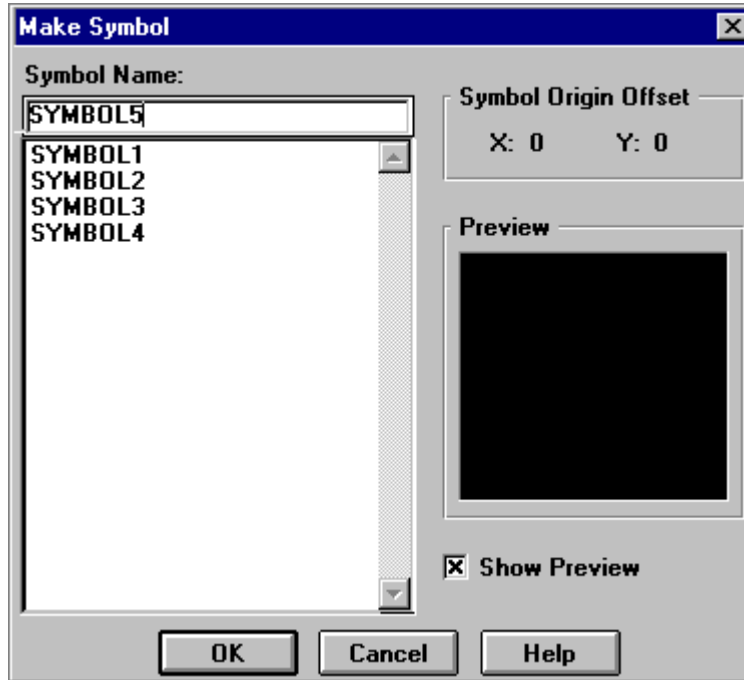 Make Symbol
Symbol Name:
SYMBOL5
SYMBOL1
SYMBOL2
SYMBOL3
SYMBOL4
Symbol Origin Offset
X: 0 Y: 0
Preview
Show Preview
OK Cancel Help